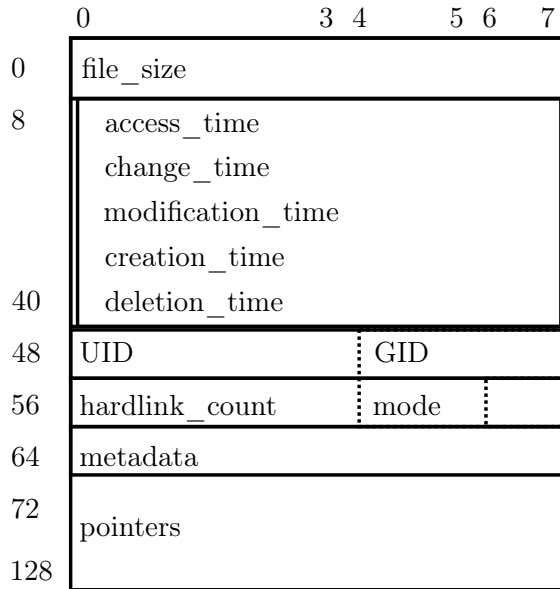 0 3 4 5 6 7
0 file_size
8 access_time
change_time
modification_time
creation_time
40 deletion_time
48 UID GID
56 hardlink_count mode
64 metadata
72
pointers
128